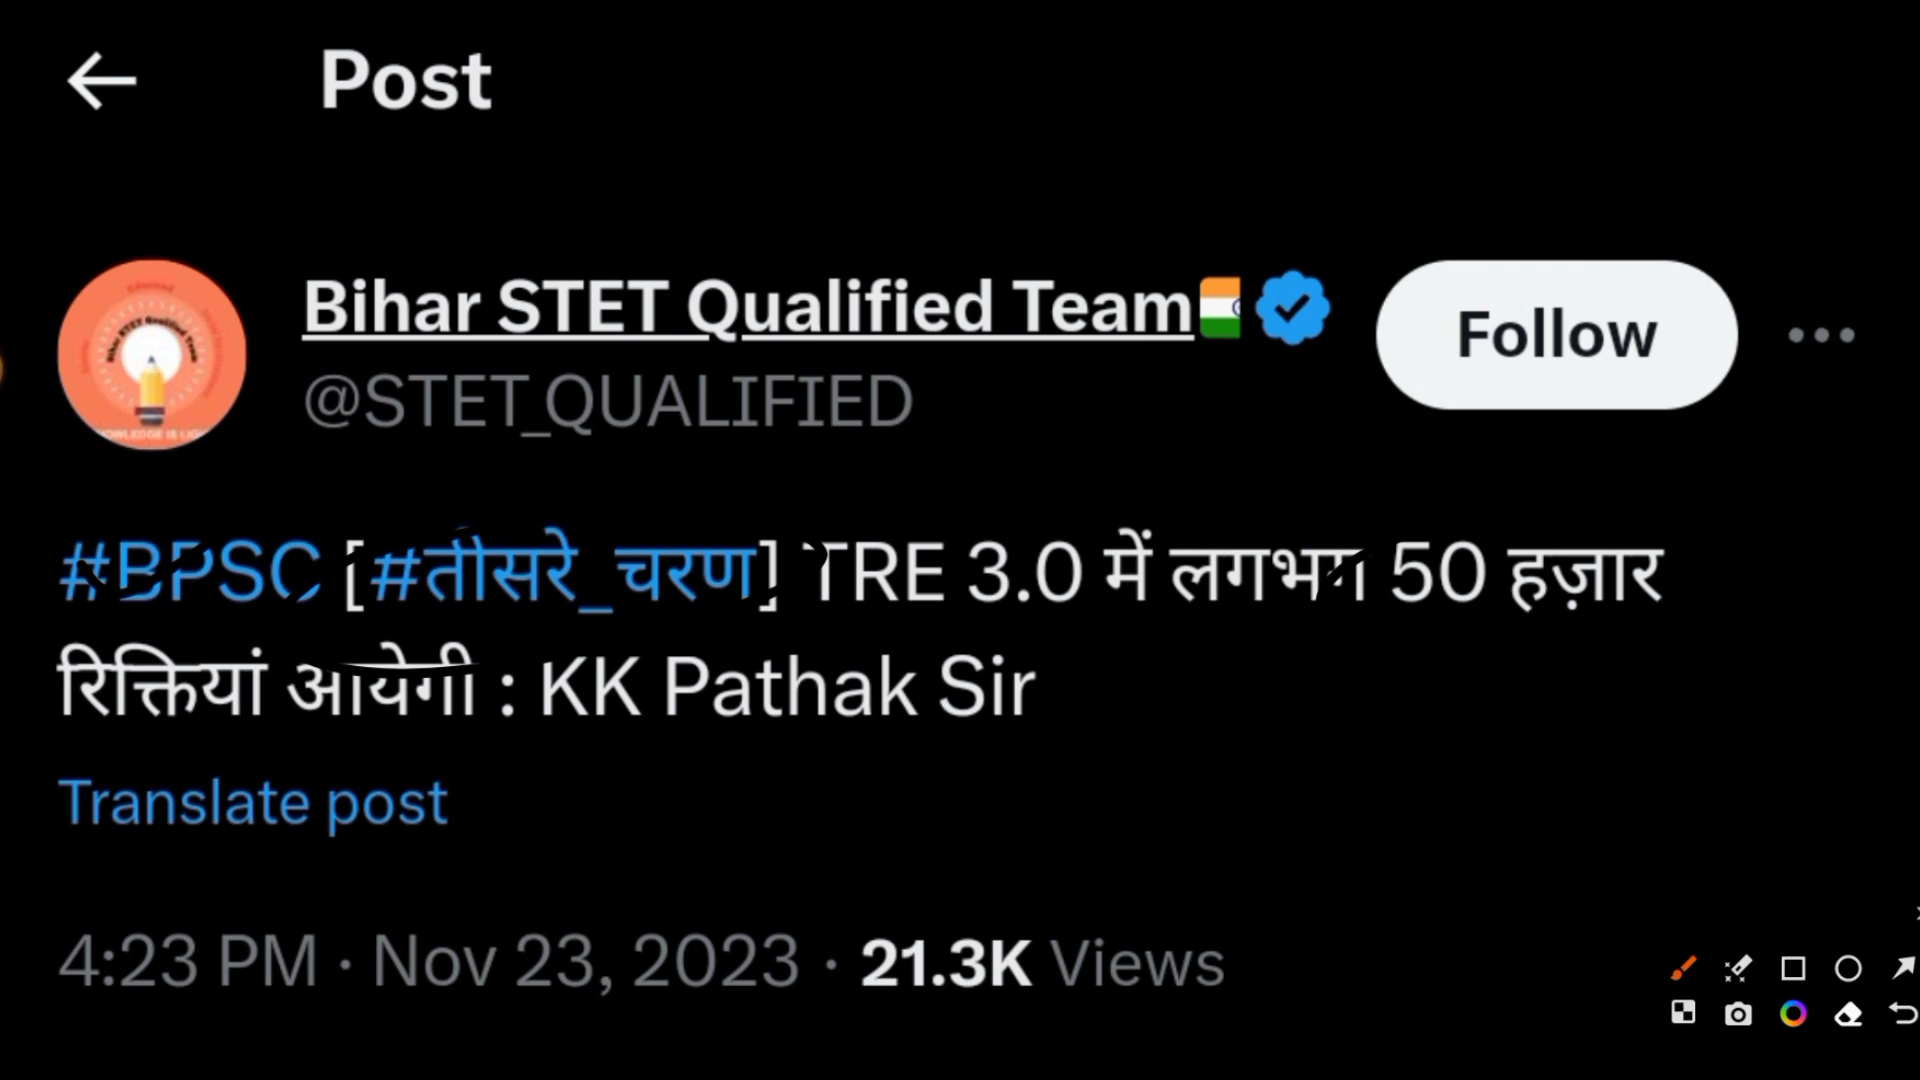 Post
Bihar STET Qualified Team
Follow
@STET_QUALIFIED
#BPSC [#तीसरे_चरण] TRE 3.0 में लगभग 50 हज़ार
रिक्तियां आयेगी : KK Pathak Sir
Translate post
4:23 PM · Nov 23, 2023 · 21.3K Views